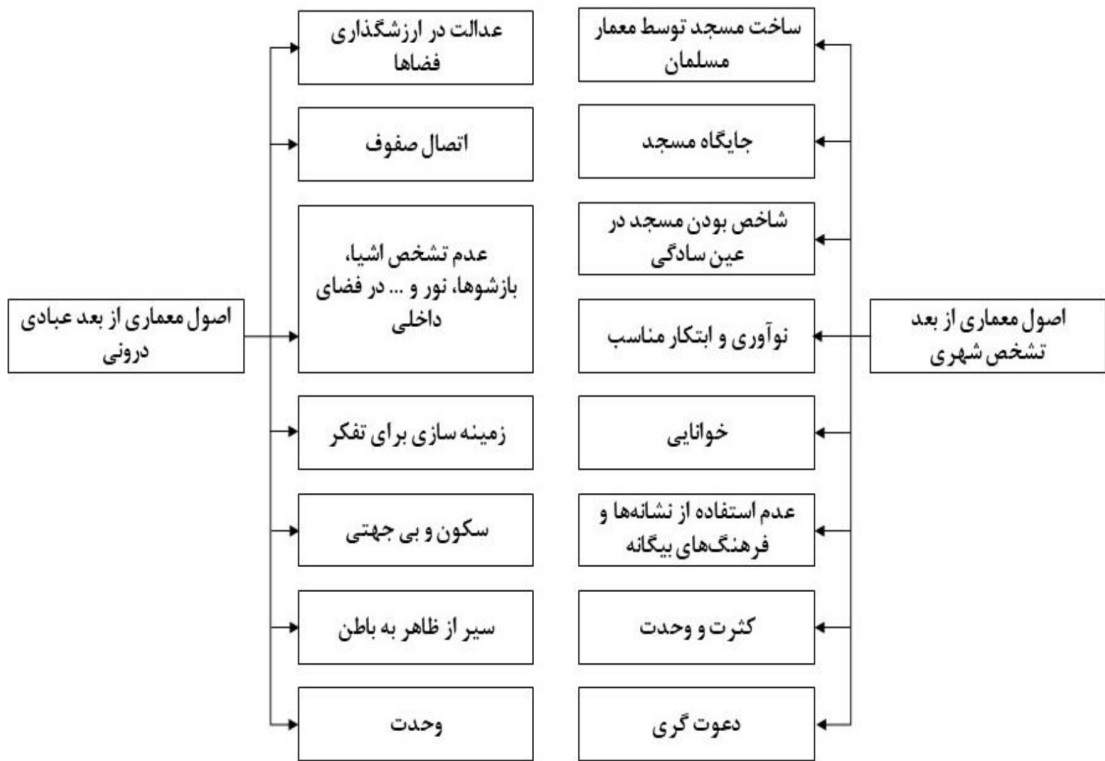 اصول معماری از بعد
تشخص شهری
ساخت مسجد توسط معمار
مسلمان
جایگاه مسجد
شاخص بودن مسجد در
عین سادگی
نوآوری و ابتکار مناسب
خوانایی
عدم استفاده از نشانه‌ها و
فرهنگ‌های بیگانه
کثرت و وحدت
دعوت گری
اصول معماری از بعد عبادی
درونی
عدالت در ارزشگذاری
فضاها
اتصال صفوف
عدم تشخص اشیا،
بازشوها، نور و ... در فضای
داخلی
زمینه سازی برای تفکر
سکون و بی جهتی
سیر از ظاهر به باطن
وحدت